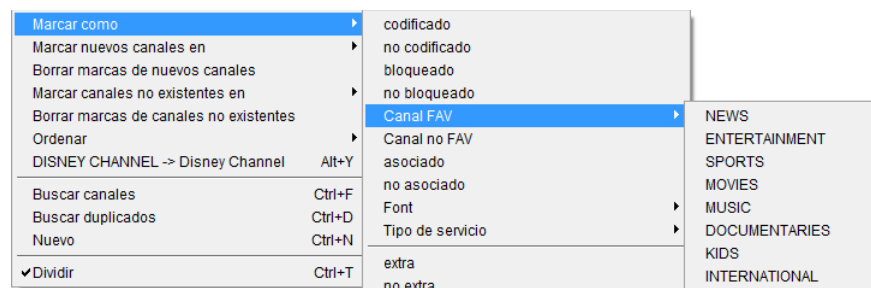 Marcar como
Marcar nuevos canales en
Borrar marcas de nuevos canales
Marcar canales no existentes en
Borrar marcas de canales no existentes
Ordenar
DISNEY CHANNEL -> Disney Channel Alt+Y
Buscar canales Ctrl+F
Buscar duplicados Ctrl+D
Nuevo Ctrl+N
Dividir Ctrl+T
codificado
no codificado
bloqueado
no bloqueado
Canal FAV
Canal no FAV
asociado
no asociado
Font
Tipo de servicio
extra
no extra
NEWS
ENTERTAINMENT
SPORTS
MOVIES
MUSIC
DOCUMENTARIES
KIDS
INTERNATIONAL